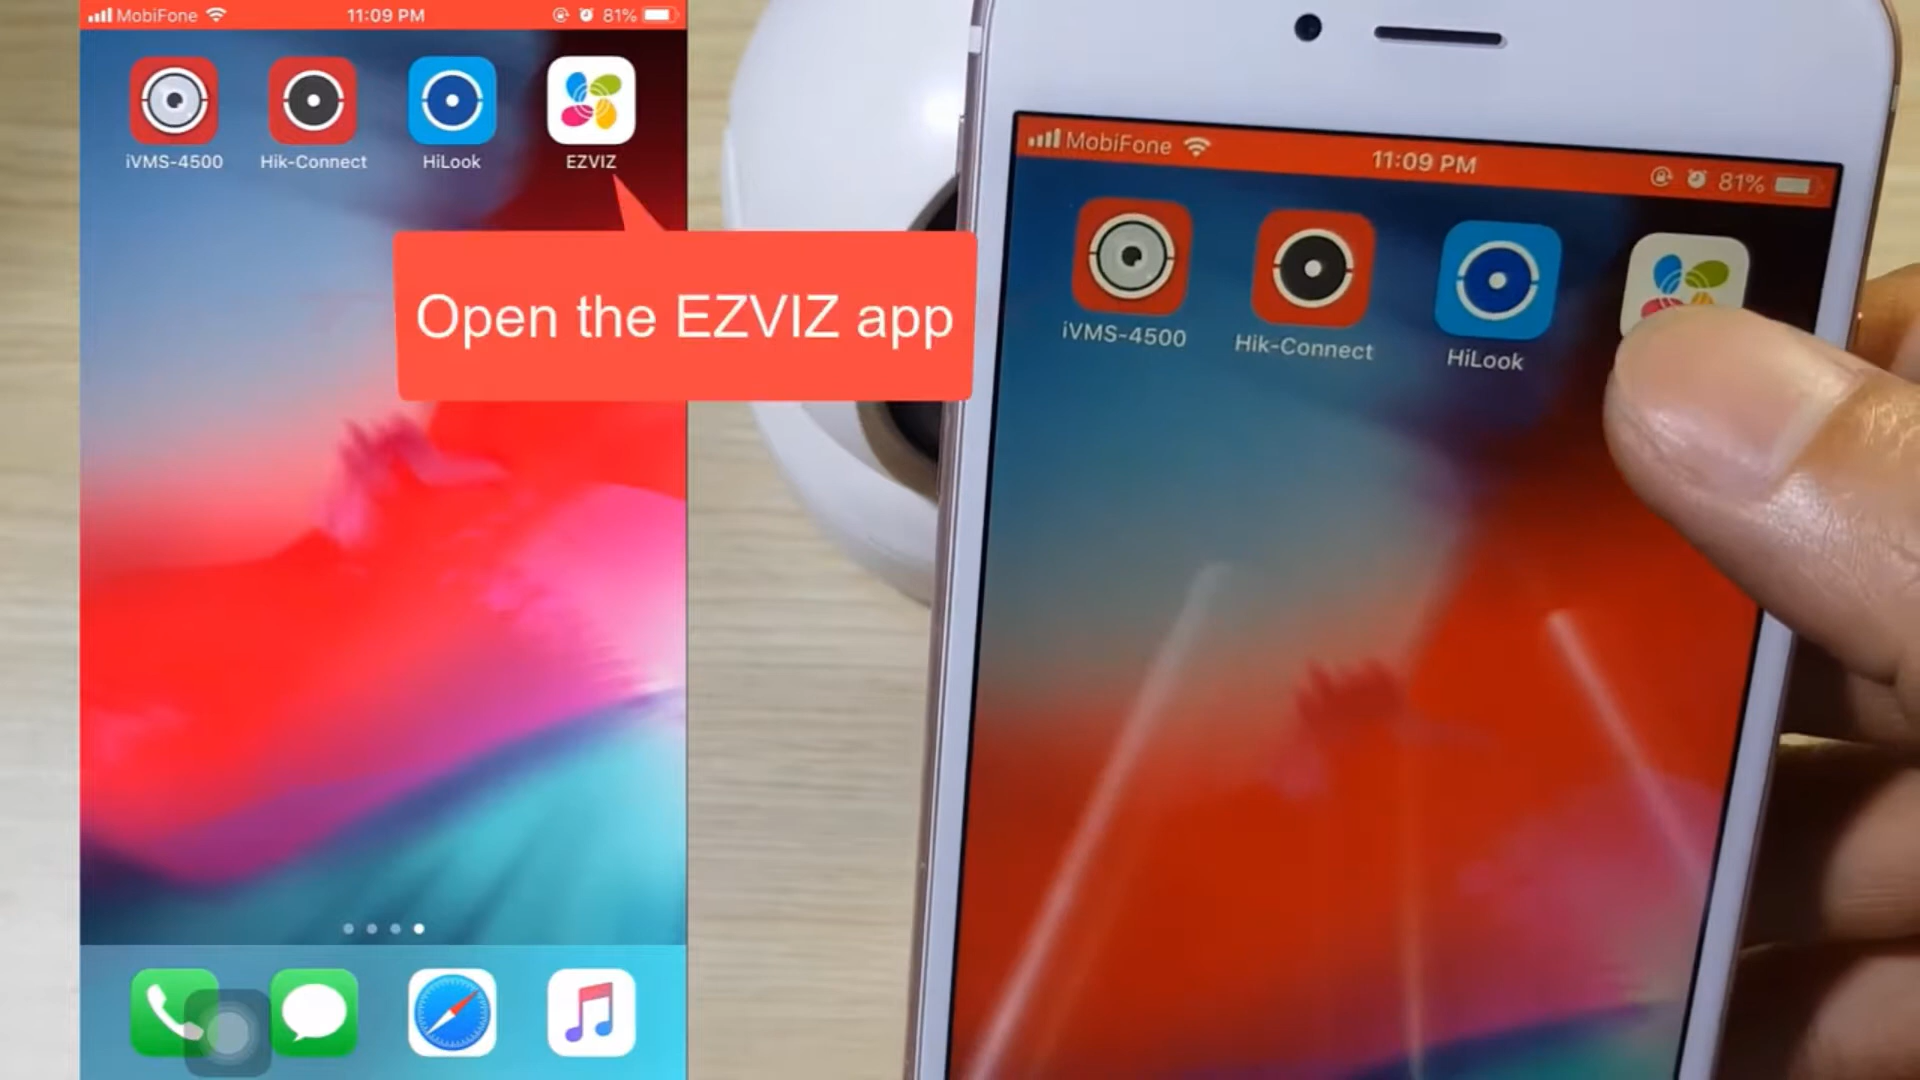 MobiFone 11:09 PM 81%
iVMS-4500 Hik-Connect HiLook EZVIZ
Open the EZVIZ app
MobiFone 11:09 PM 81%
iVMS-4500 Hik-Connect HiLook